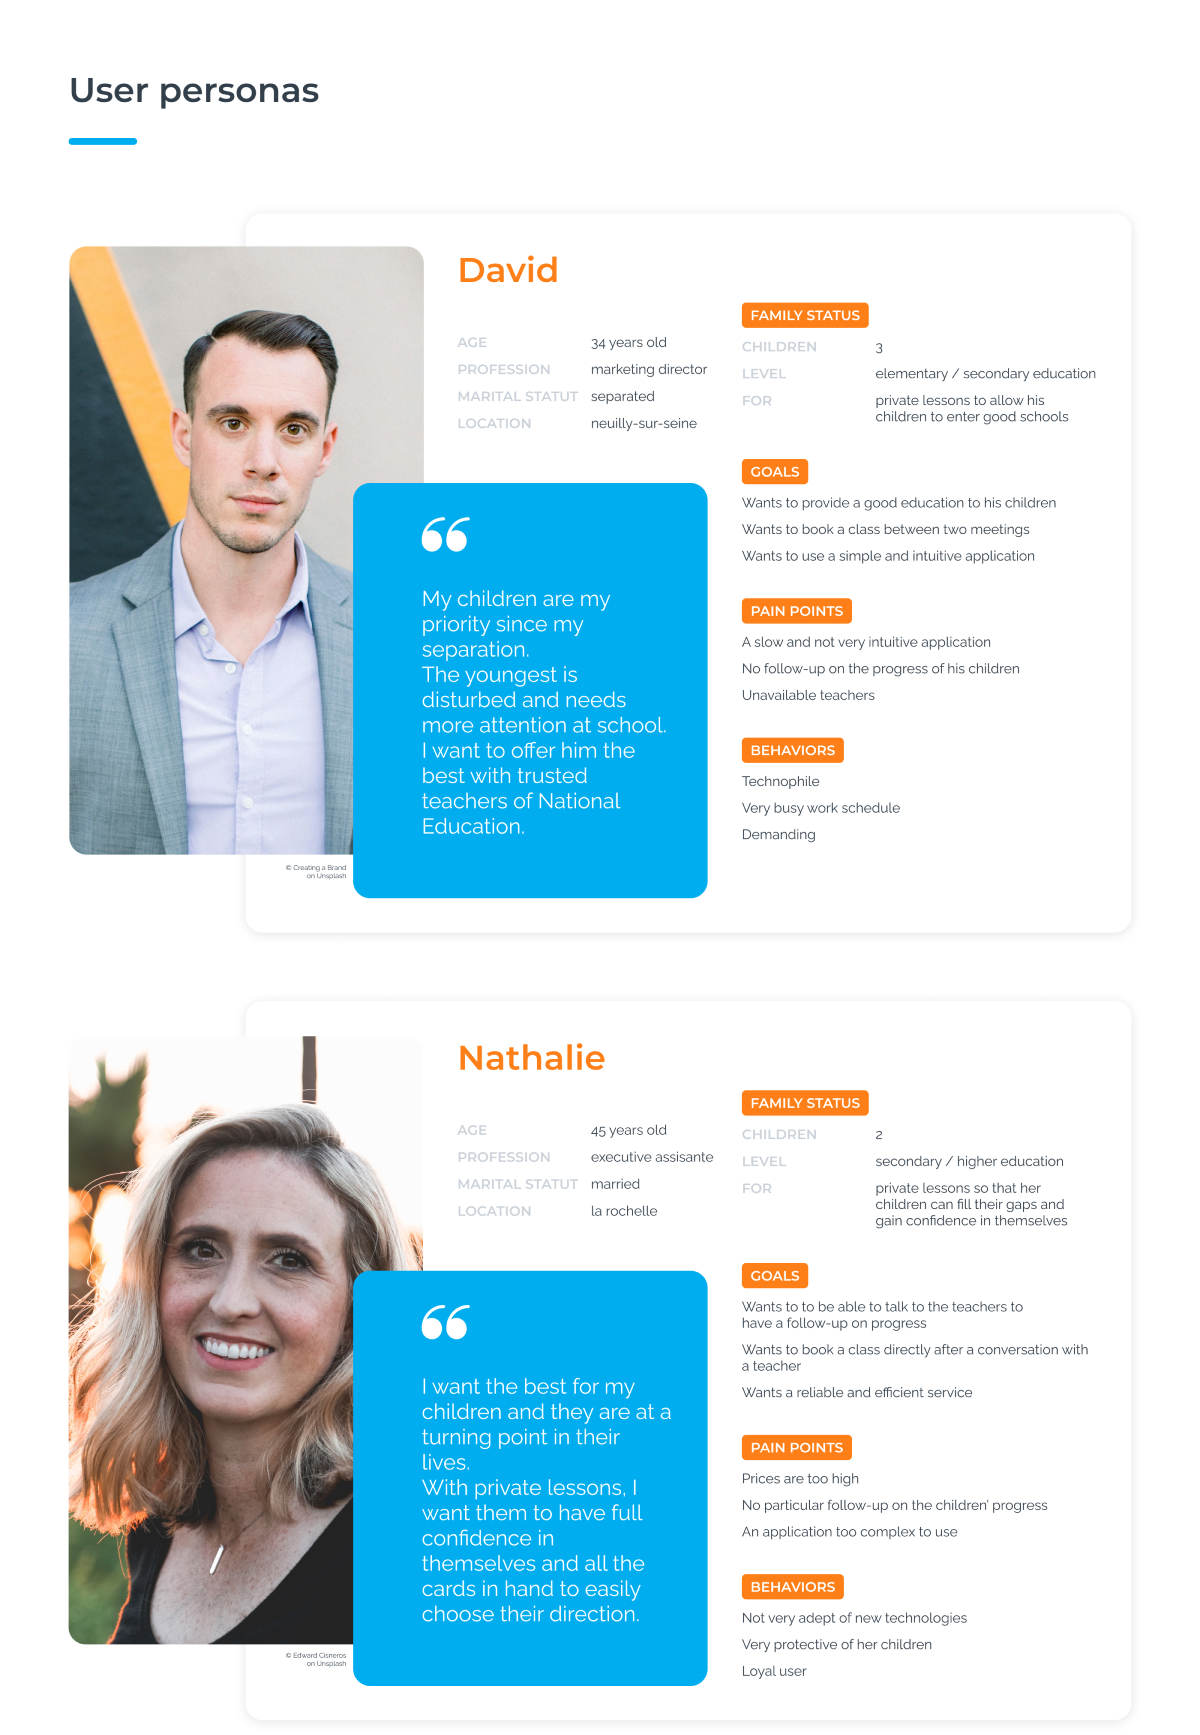 User personas
David
AGE 34 years old
PROFESSION marketing director
MARITAL STATUT separated
LOCATION neuilly-sur-seine
“
My children are my
priority since my
separation.
The youngest is
disturbed and needs
more attention at school.
I want to offer him the
best with trusted
teachers of National
Education.
© Creating a Brand
on Unsplash
FAMILY STATUS
CHILDREN 3
LEVEL elementary / secondary education
FOR private lessons to allow his
children to enter good schools
GOALS
Wants to provide a good education to his children
Wants to book a class between two meetings
Wants to use a simple and intuitive application
PAIN POINTS
A slow and not very intuitive application
No follow-up on the progress of his children
Unavailable teachers
BEHAVIORS
Technophile
Very busy work schedule
Demanding
Nathalie
AGE 45 years old
PROFESSION executive assisante
MARITAL STATUT married
LOCATION la rochelle
“
I want the best for my
children and they are at a
turning point in their
lives.
With private lessons, I
want them to have full
confidence in
themselves and all the
cards in hand to easily
choose their direction.
© Edward Cisneros
on Unsplash
FAMILY STATUS
CHILDREN 2
LEVEL secondary / higher education
FOR private lessons so that her
children can fill their gaps and
gain confidence in themselves
GOALS
Wants to to be able to talk to the teachers to
have a follow-up on progress
Wants to book a class directly after a conversation with
a teacher
Wants a reliable and efficient service
PAIN POINTS
Prices are too high
No particular follow-up on the children’ progress
An application too complex to use
BEHAVIORS
Not very adept of new technologies
Very protective of her children
Loyal user